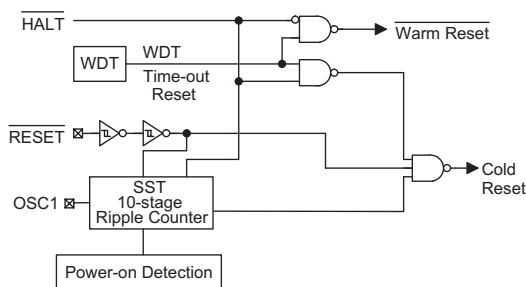 HALT
Warm Reset
WDT
WDT
Time-out
Reset
RESET
Cold
Reset
OSC1
SST
10-stage
Ripple Counter
Power-on Detection